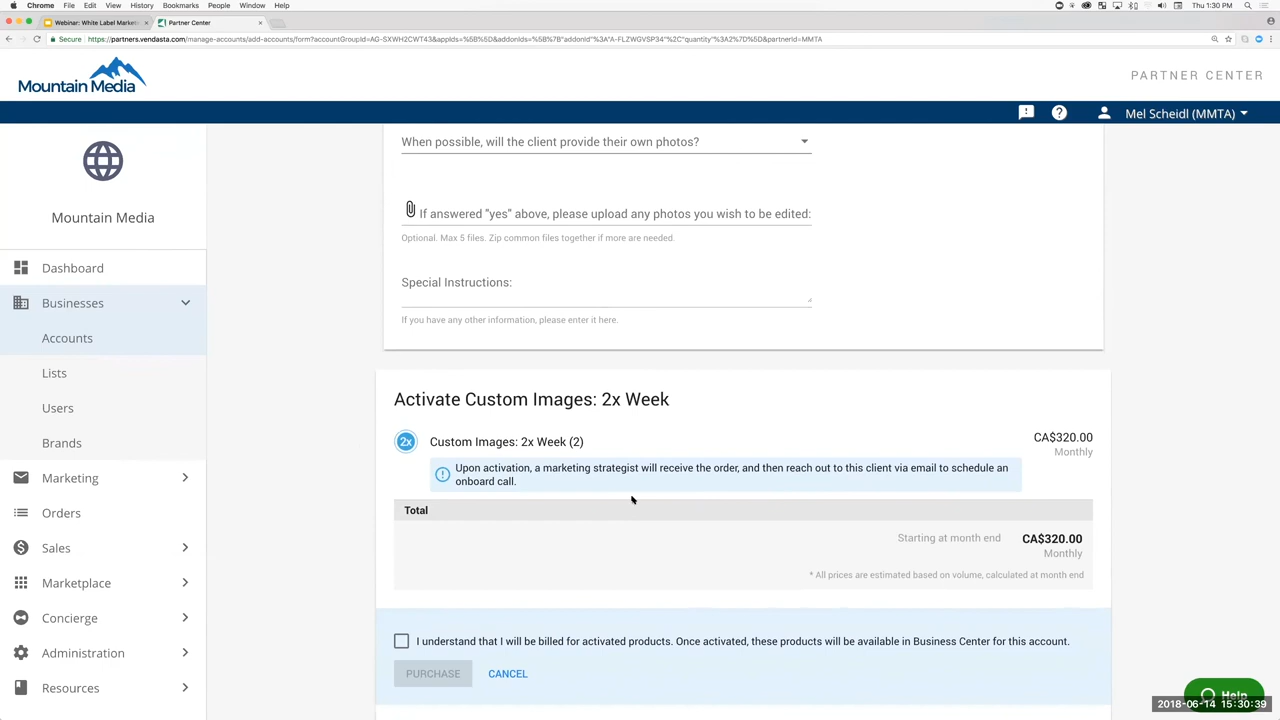 Chrome File Edit View History Bookmarks People Window Help Thu 1:30 PM
Webinar: White Label Marketi × Partner Center ×
Secure https://partners.vendasta.com/manage-accounts/add-accounts/form?accountGroupId=AG-SXWH2CWT43&appIds=%5B%5D&addonIds=%5B%7B"addonId"%3A"A-FLZWGVSP34"%2C"quantity"%3A2%7D%5D&partnerId=MMTA
Mountain Media
PARTNER CENTER
Mel Scheidl (MMTA)
Mountain Media
Dashboard
Businesses
Accounts
Lists
Users
Brands
Marketing
Orders
Sales
Marketplace
Concierge
Administration
Resources
When possible, will the client provide their own photos?
If answered "yes" above, please upload any photos you wish to be edited:
Optional. Max 5 files. Zip common files together if more are needed.
Special Instructions:
If you have any other information, please enter it here.
Activate Custom Images: 2x Week
2x Custom Images: 2x Week (2) CA$320.00
Monthly
Upon activation, a marketing strategist will receive the order, and then reach out to this client via email to schedule an
onboard call.
Total
Starting at month end CA$320.00
Monthly
* All prices are estimated based on volume, calculated at month end
I understand that I will be billed for activated products. Once activated, these products will be available in Business Center for this account.
PURCHASE CANCEL
Help
2018-06-14 15:30:39